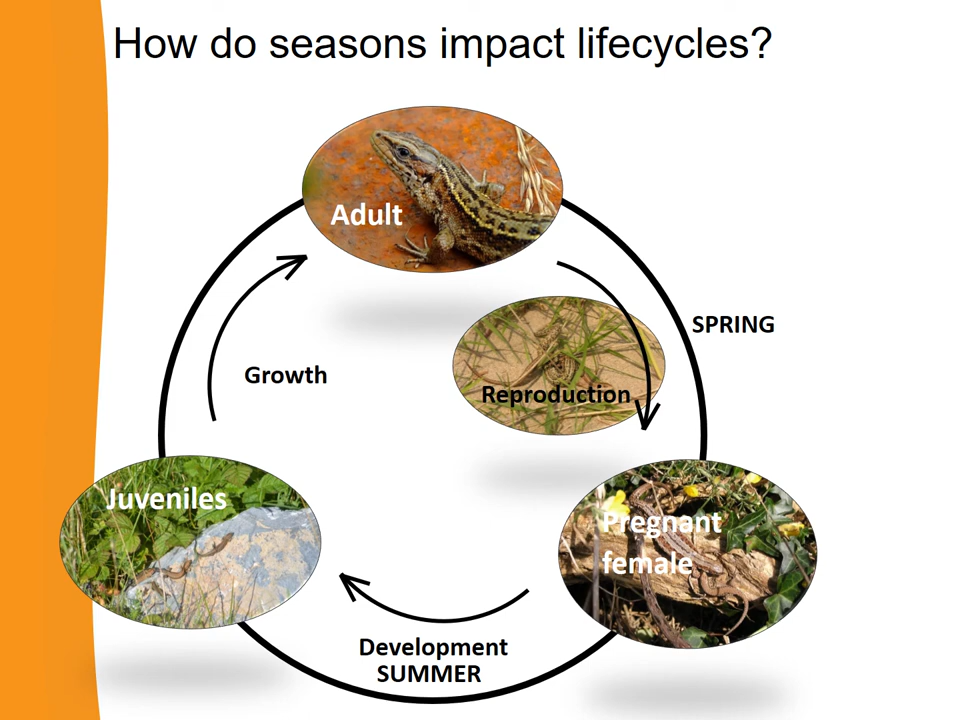 How do seasons impact lifecycles?
Adult
SPRING
Reproduction
Growth
Juveniles
Pregnant
female
Development
SUMMER